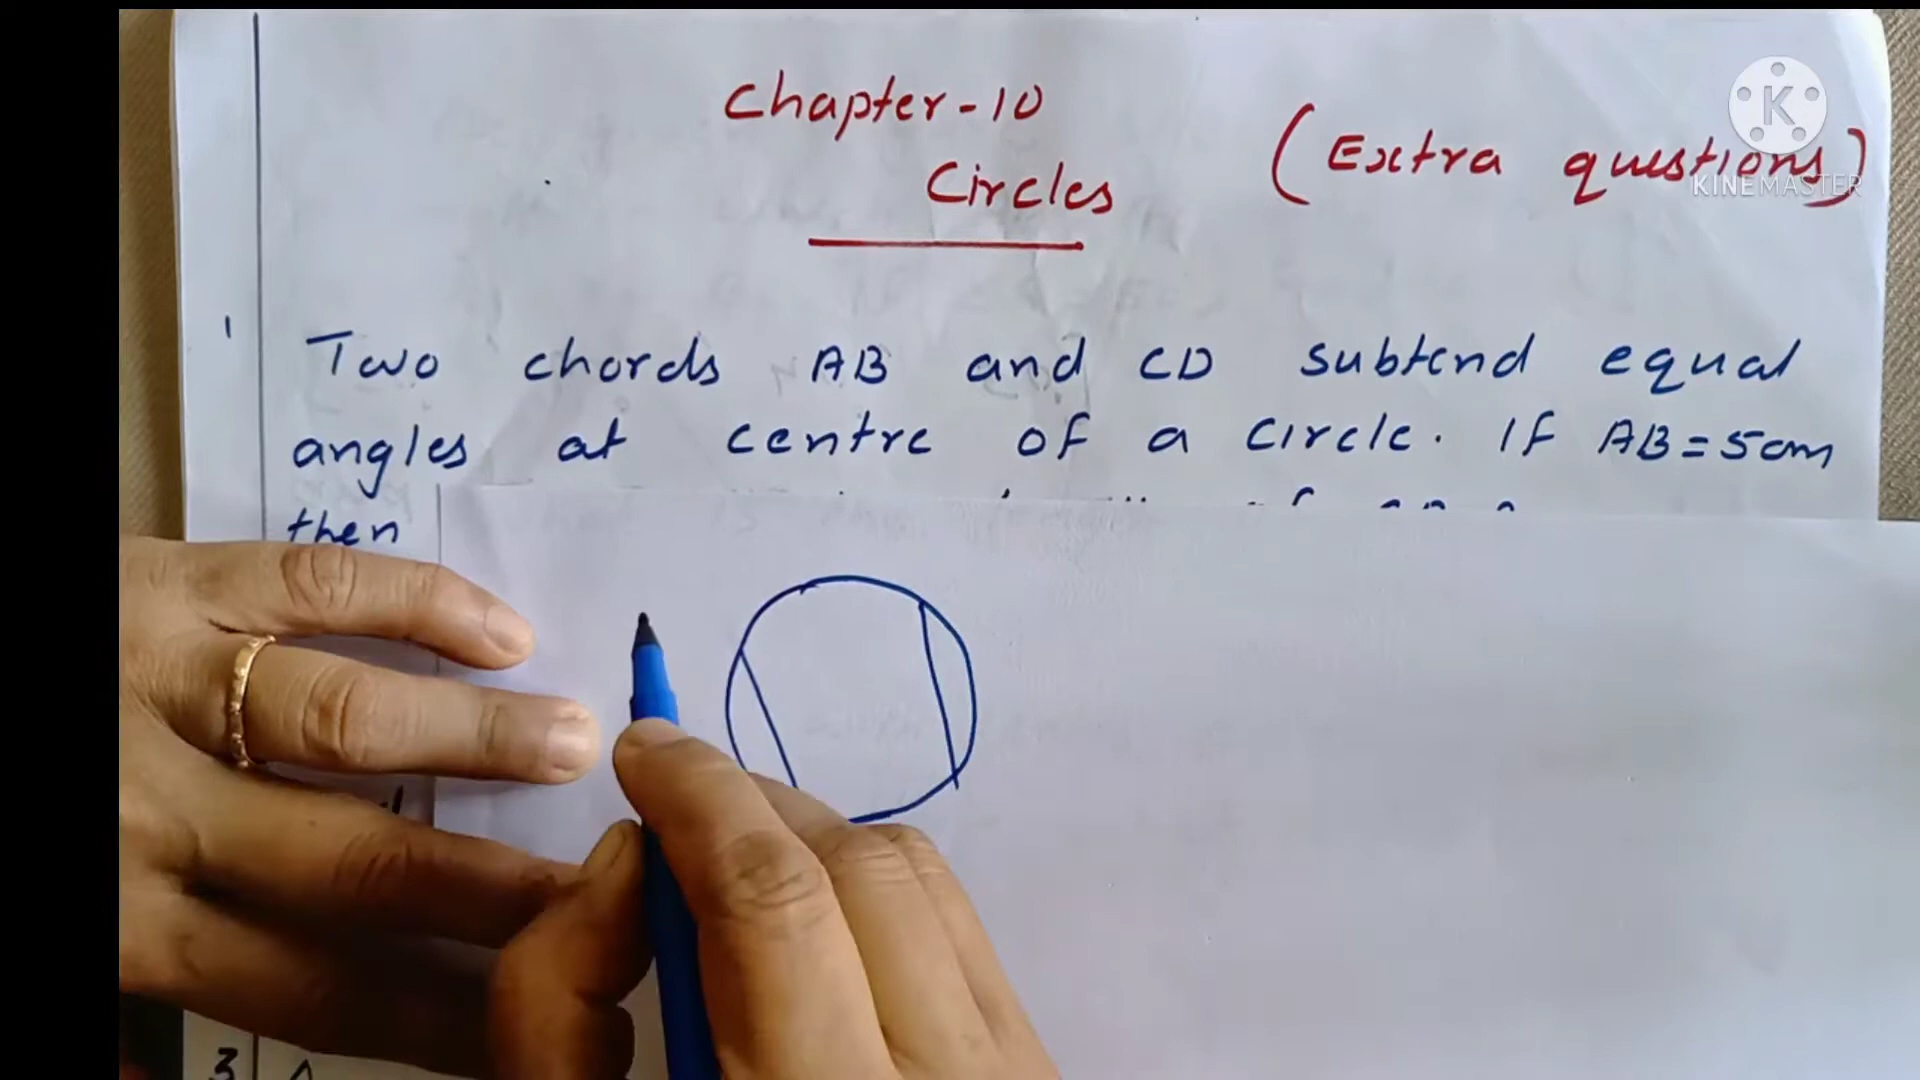 Chapter-10
Circles
(Extra questions)
K
KINEMASTER
1
Two chords AB and CD subtend equal
angles at centre of a circle. If AB=5cm
then
3